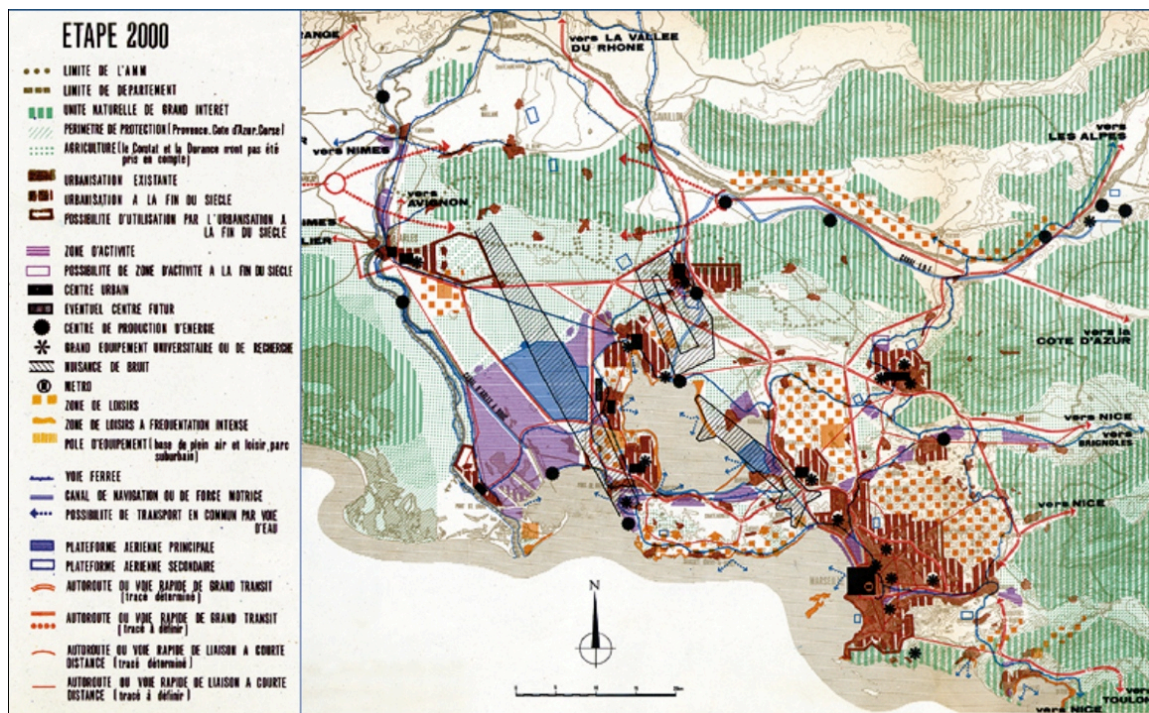 ETAPE 2000
LIMITE DE L'AMM
LIMITE DE DEPARTEMENT
UNITE NATURELLE DE GRAND INTERET
PERIMETRE DE PROTECTION (Provence.Cote d'Azur.Corse)
AGRICULTURE (le Comtat et la Durance n'ont pas été
pris en compte)
URBANISATION EXISTANTE
URBANISATION A LA FIN DU SIECLE
POSSIBILITE D'UTILISATION PAR L'URBANISATION A
LA FIN DU SIECLE
ZONE D'ACTIVITE
POSSIBILITE DE ZONE D'ACTIVITE A LA FIN DU SIECLE
CENTRE URBAIN
EVENTUEL CENTRE FUTUR
CENTRE DE PRODUCTION D'ENERGIE
GRAND EQUIPEMENT UNIVERSITAIRE OU DE RECHERCHE
NUISANCE DE BRUIT
METRO
ZONE DE LOISIRS
ZONE DE LOISIRS A FREQUENTATION INTENSE
POLE D'EQUIPEMENT (base de plein air et loisir, parc
suburbain)
VOIE FERREE
CANAL DE NAVIGATION OU DE FORCE MOTRICE
POSSIBILITE DE TRANSPORT EN COMMUN PAR VOIE
D'EAU
PLATEFORME AERIENNE PRINCIPALE
PLATEFORME AERIENNE SECONDAIRE
AUTOROUTE OU VOIE RAPIDE DE GRAND TRANSIT
(tracé déterminé)
AUTOROUTE OU VOIE RAPIDE DE GRAND TRANSIT
(tracé à définir)
AUTOROUTE OU VOIE RAPIDE DE LIAISON A COURTE
DISTANCE (tracé déterminé)
AUTOROUTE OU VOIE RAPIDE DE LIAISON A COURTE
DISTANCE (tracé à définir)
RANGE
vers LA VALLEE
DU RHONE
CAVAILLON
vers NIMES
vers
LES ALPES
vers
AVIGNON
IMES
LIER
ARLES
CANAL E.D.F.
vers la
COTE D'AZUR
vers NICE
vers
BRIGNOLES
vers NICE
MARSEILLE
N
vers
TOULON
vers NICE